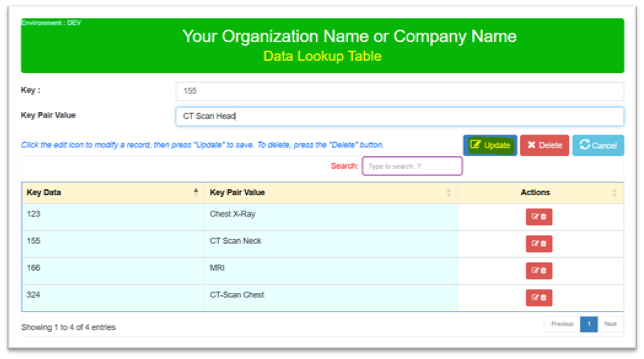 Environment : DEV
Your Organization Name or Company Name
Data Lookup Table
Key : 155
Key Pair Value CT Scan Head
Click the edit icon to modify a record, then press "Update" to save. To delete, press the "Delete" button. Update Delete Cancel
Search: Type to search..?
Key Data Key Pair Value Actions
123 Chest X-Ray
155 CT Scan Neck
166 MRI
324 CT-Scan Chest
Showing 1 to 4 of 4 entries Previous 1 Next